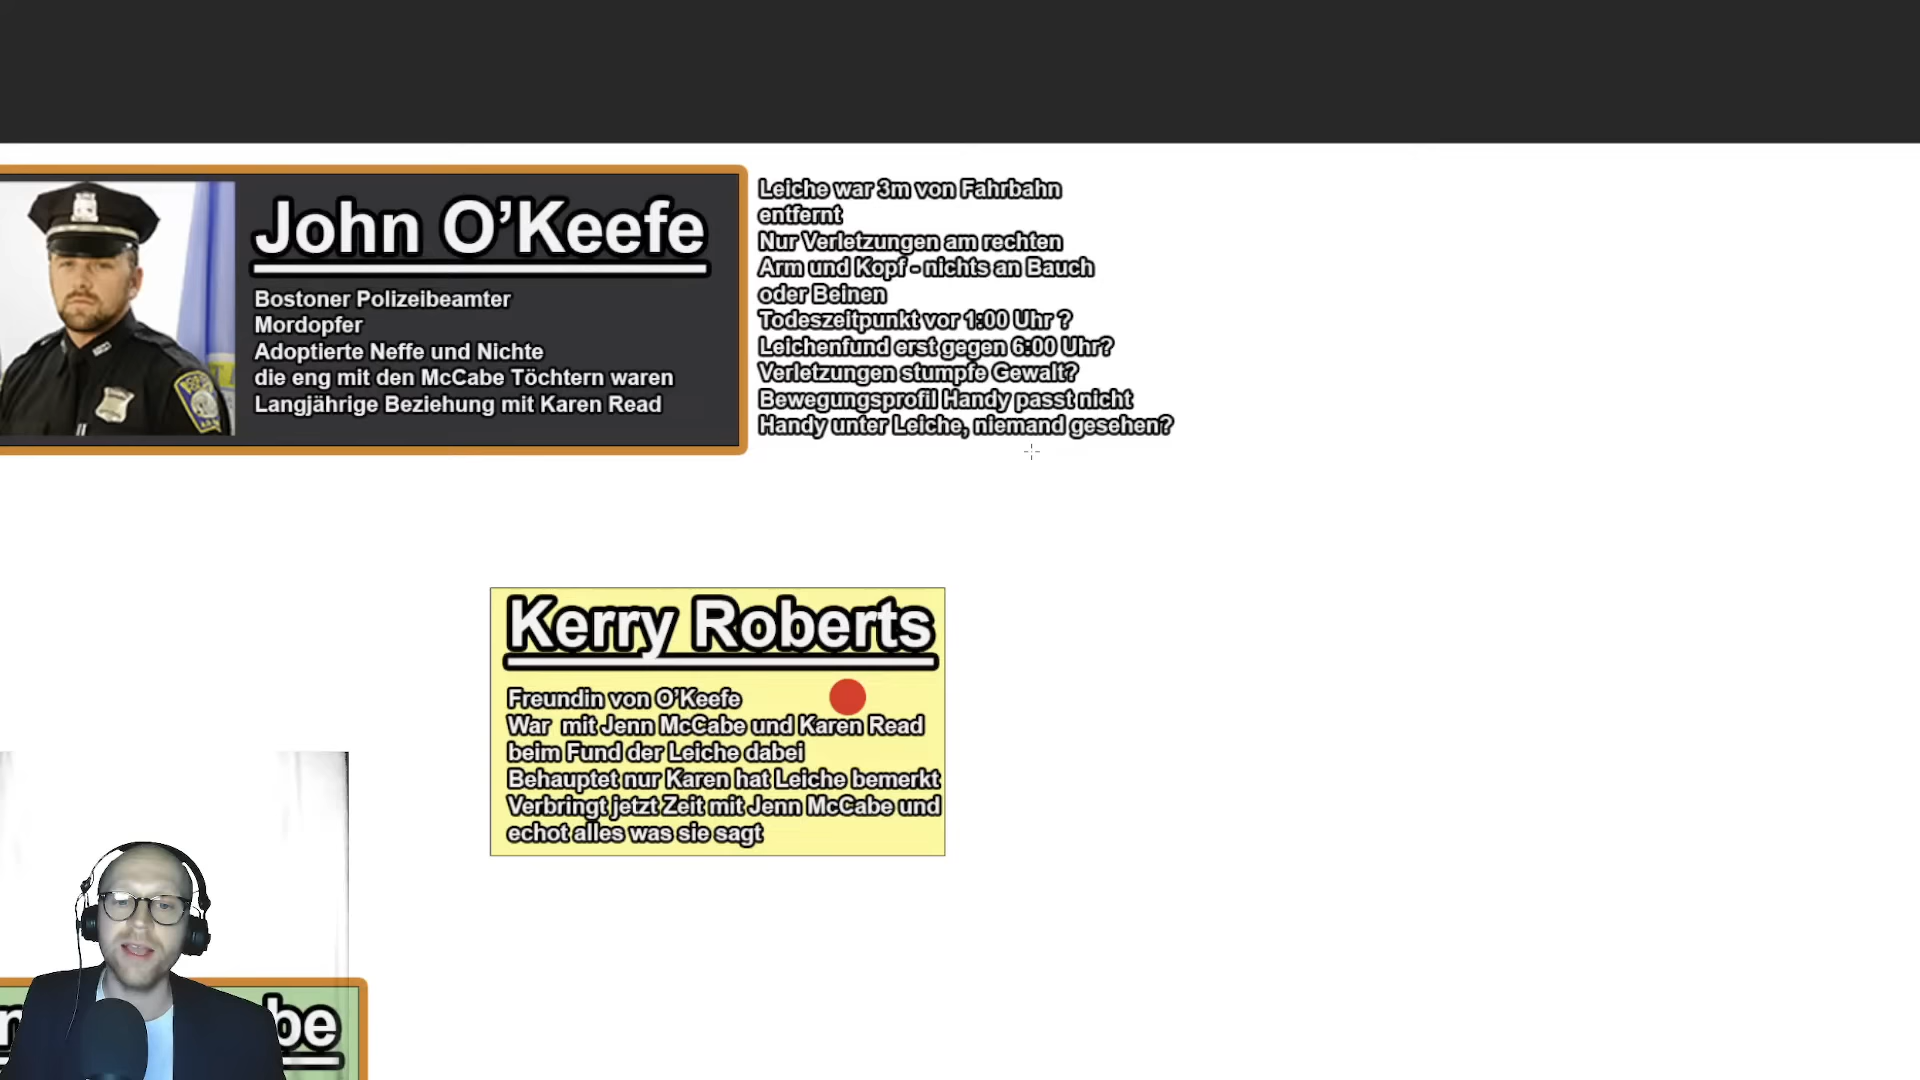 John O’Keefe
Bostoner Polizeibeamter
Mordopfer
Adoptierte Neffe und Nichte
die eng mit den McCabe Töchtern waren
Langjährige Beziehung mit Karen Read
Leiche war 3m von Fahrbahn
entfernt
Nur Verletzungen am rechten
Arm und Kopf - nichts an Bauch
oder Beinen
Todeszeitpunkt vor 1:00 Uhr ?
Leichenfund erst gegen 6:00 Uhr?
Verletzungen stumpfe Gewalt?
Bewegungsprofil Handy passt nicht
Handy unter Leiche, niemand gesehen?
Kerry Roberts
Freundin von O’Keefe
War mit Jenn McCabe und Karen Read
beim Fund der Leiche dabei
Behauptet nur Karen hat Leiche bemerkt
Verbringt jetzt Zeit mit Jenn McCabe und
echot alles was sie sagt
be